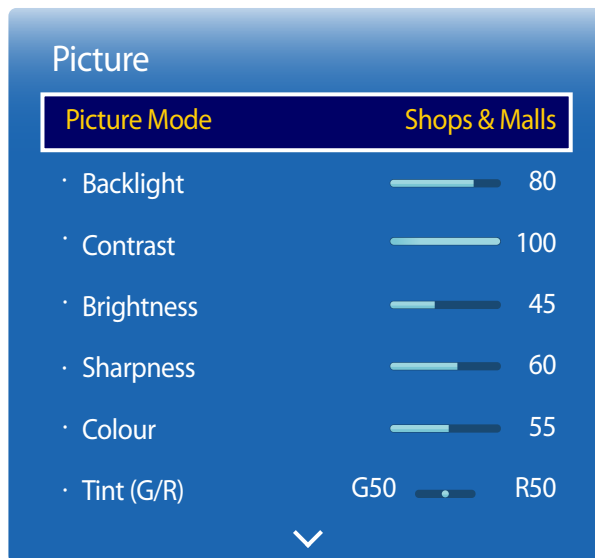 Picture
Picture Mode Shops & Malls
· Backlight 80
· Contrast 100
· Brightness 45
· Sharpness 60
· Colour 55
· Tint (G/R) G50 R50